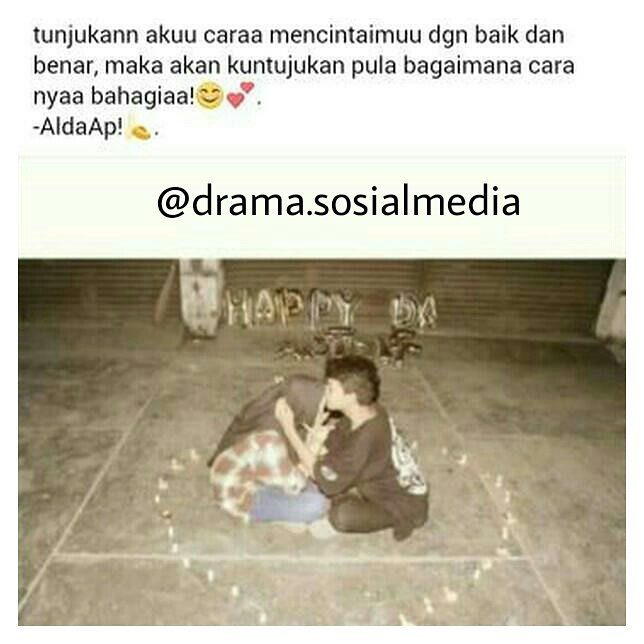 tunjukann akuu caraa mencintaimuu dgn baik dan
benar, maka akan kuntujukan pula bagaimana cara
nyaa bahagiaa!😊💕.
-AldaAp!💪.
@drama.sosialmedia
HAPPY DA